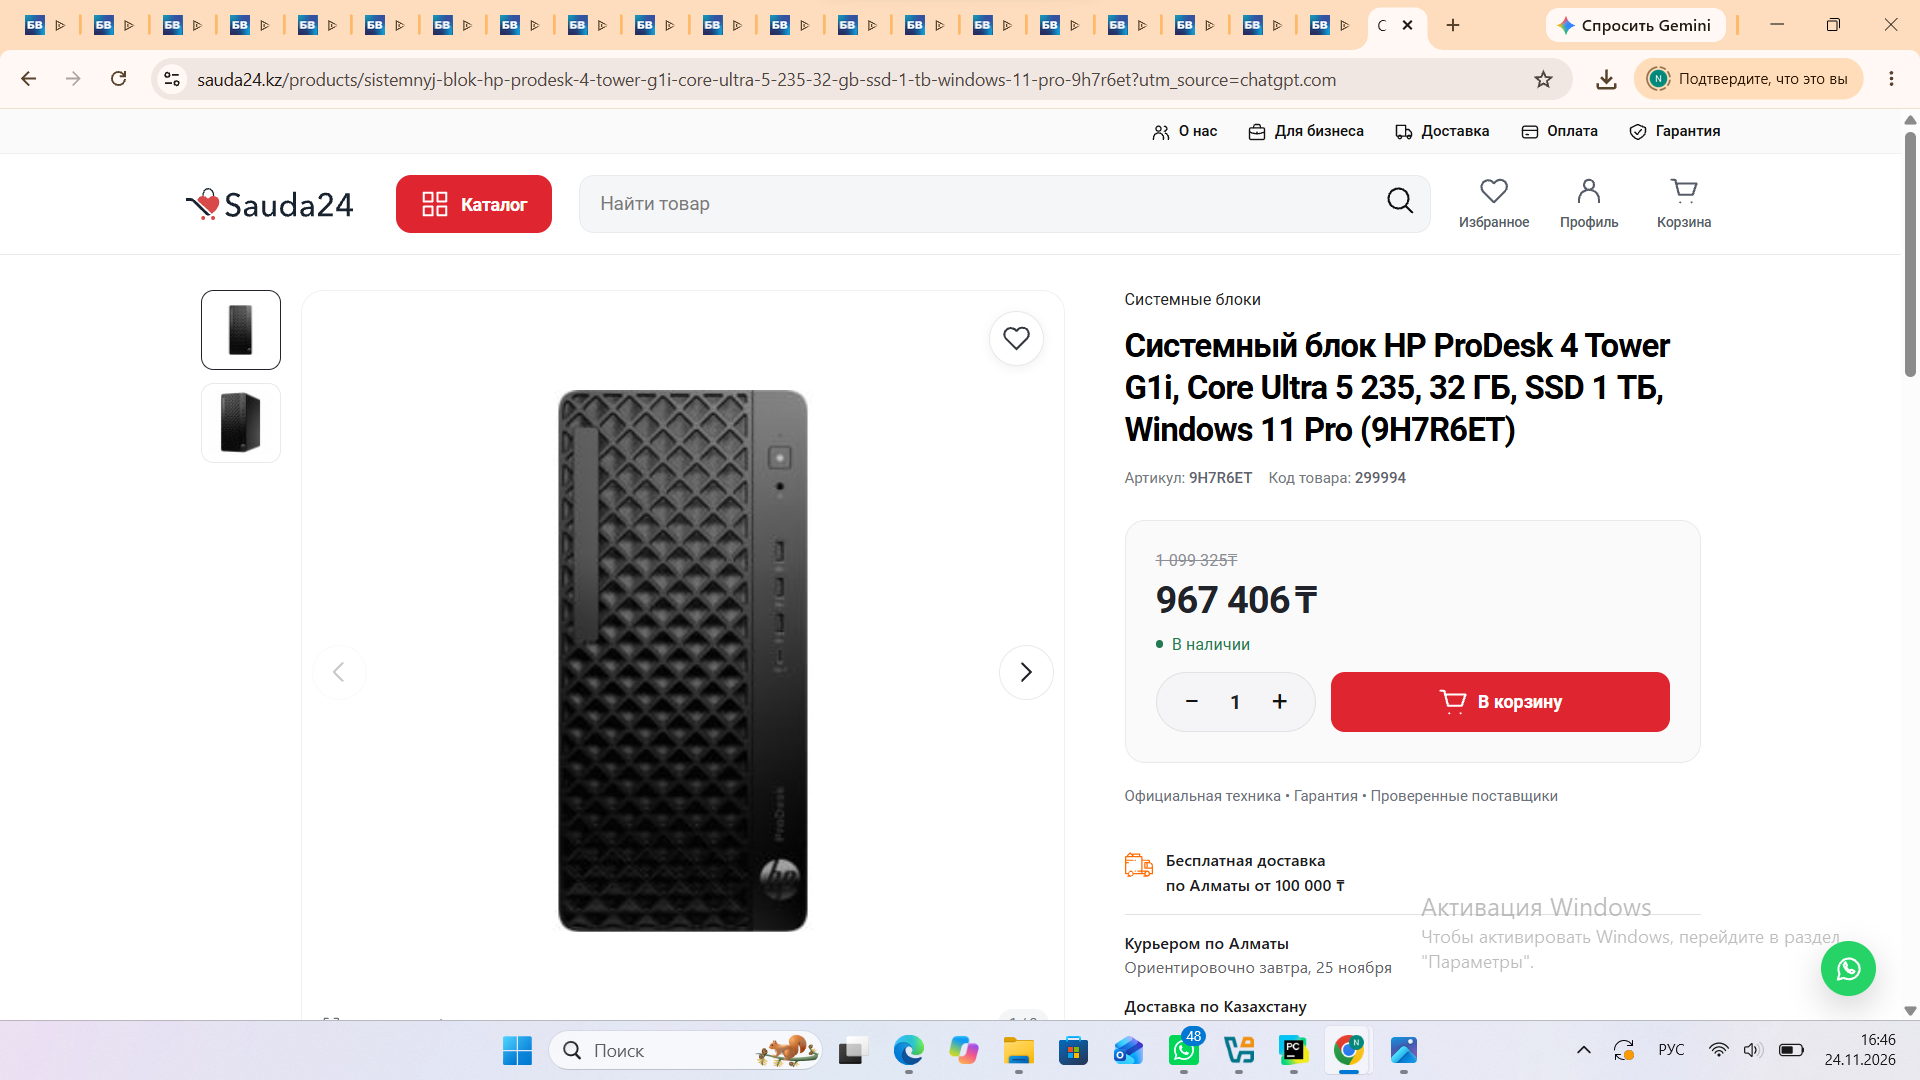 Спросить Gemini
sauda24.kz/products/sistemnyj-blok-hp-prodesk-4-tower-g1i-core-ultra-5-235-32-gb-ssd-1-tb-windows-11-pro-9h7r6et?utm_source=chatgpt.com
Подтвердите, что это вы
О нас
Для бизнеса
Доставка
Оплата
Гарантия
Sauda24
Каталог
Найти товар
Избранное
Профиль
Корзина
Системные блоки
Системный блок HP ProDesk 4 Tower
G1i, Core Ultra 5 235, 32 ГБ, SSD 1 ТБ,
Windows 11 Pro (9H7R6ET)
Артикул: 9H7R6ET Код товара: 299994
1 099 325₸
967 406 ₸
В наличии
− 1 +
В корзину
Официальная техника • Гарантия • Проверенные поставщики
Бесплатная доставка
по Алматы от 100 000 ₸
Курьером по Алматы
Ориентировочно завтра, 25 ноября
Доставка по Казахстану
ProDesk
hp
Активация Windows
Чтобы активировать Windows, перейдите в раздел
"Параметры".
Поиск
48
РУС
16:46
24.11.2026